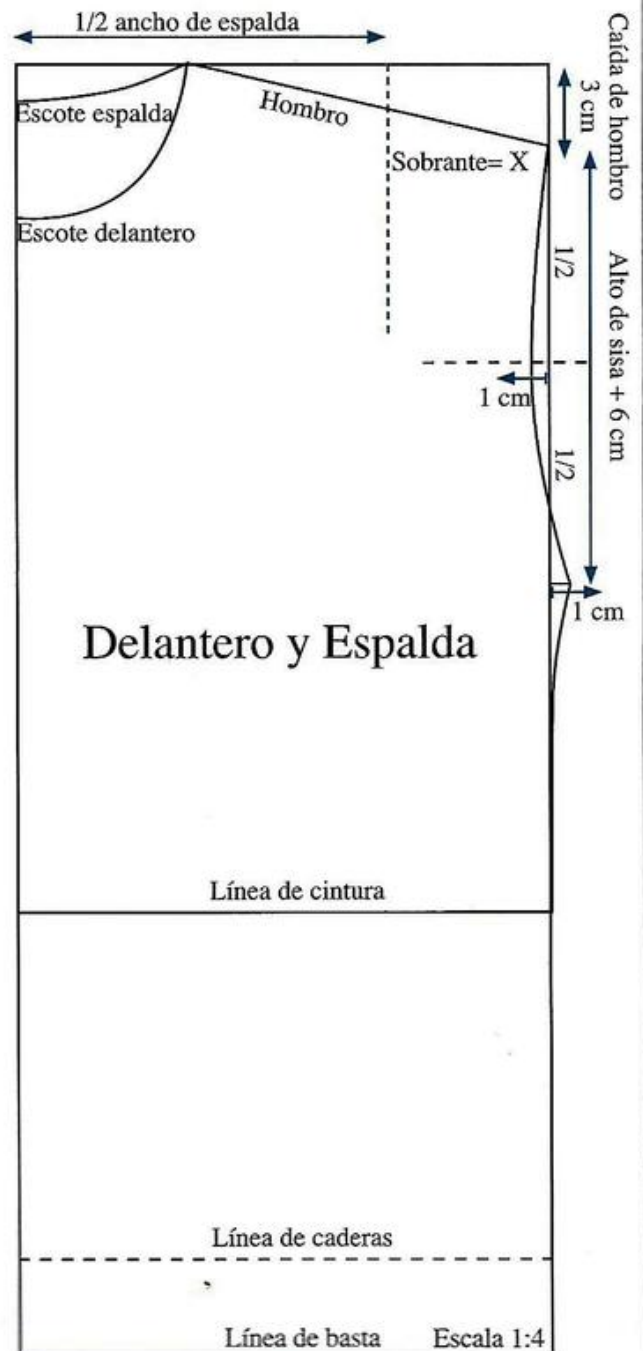 1/2 ancho de espalda
Caída de hombro
3 cm
Escote espalda
Hombro
Sobrante= X
Escote delantero
1/2
Alto de sisa + 6 cm
1 cm
1/2
1 cm
Delantero y Espalda
Línea de cintura
Línea de caderas
Línea de basta
Escala 1:4